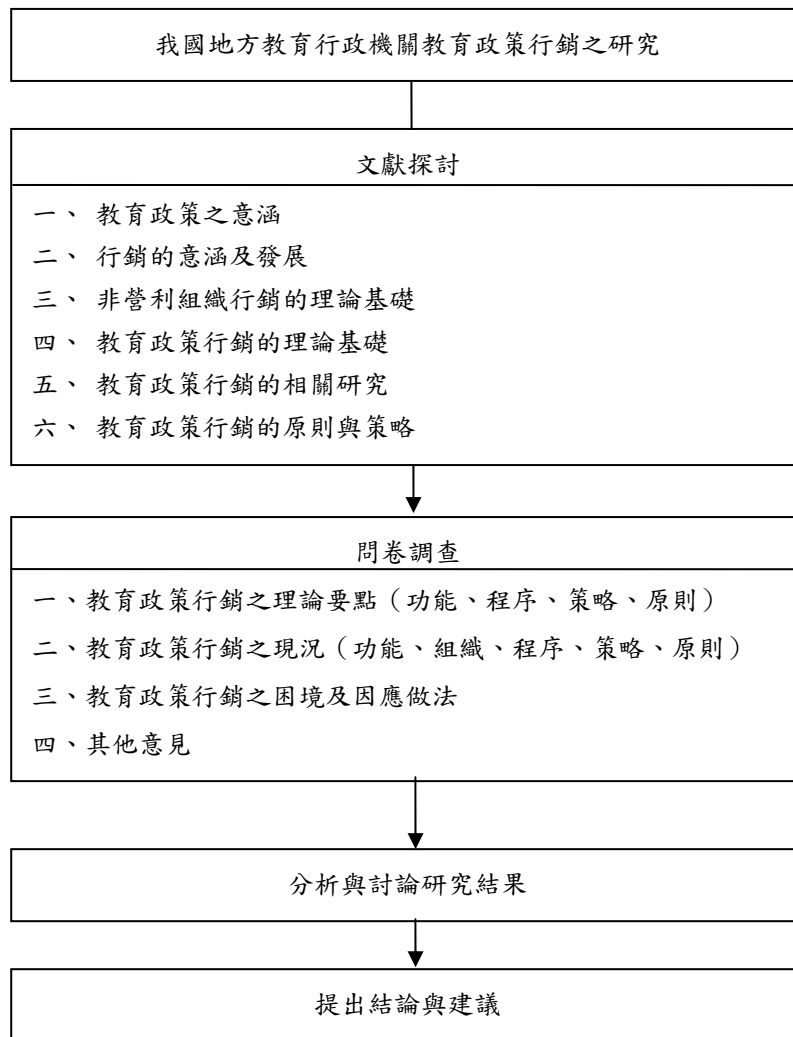 我國地方教育行政機關教育政策行銷之研究
文獻探討
一、 教育政策之意涵
二、 行銷的意涵及發展
三、 非營利組織行銷的理論基礎
四、 教育政策行銷的理論基礎
五、 教育政策行銷的相關研究
六、 教育政策行銷的原則與策略
問卷調查
一、教育政策行銷之理論要點（功能、程序、策略、原則）
二、教育政策行銷之現況（功能、組織、程序、策略、原則）
三、教育政策行銷之困境及因應做法
四、其他意見
分析與討論研究結果
提出結論與建議